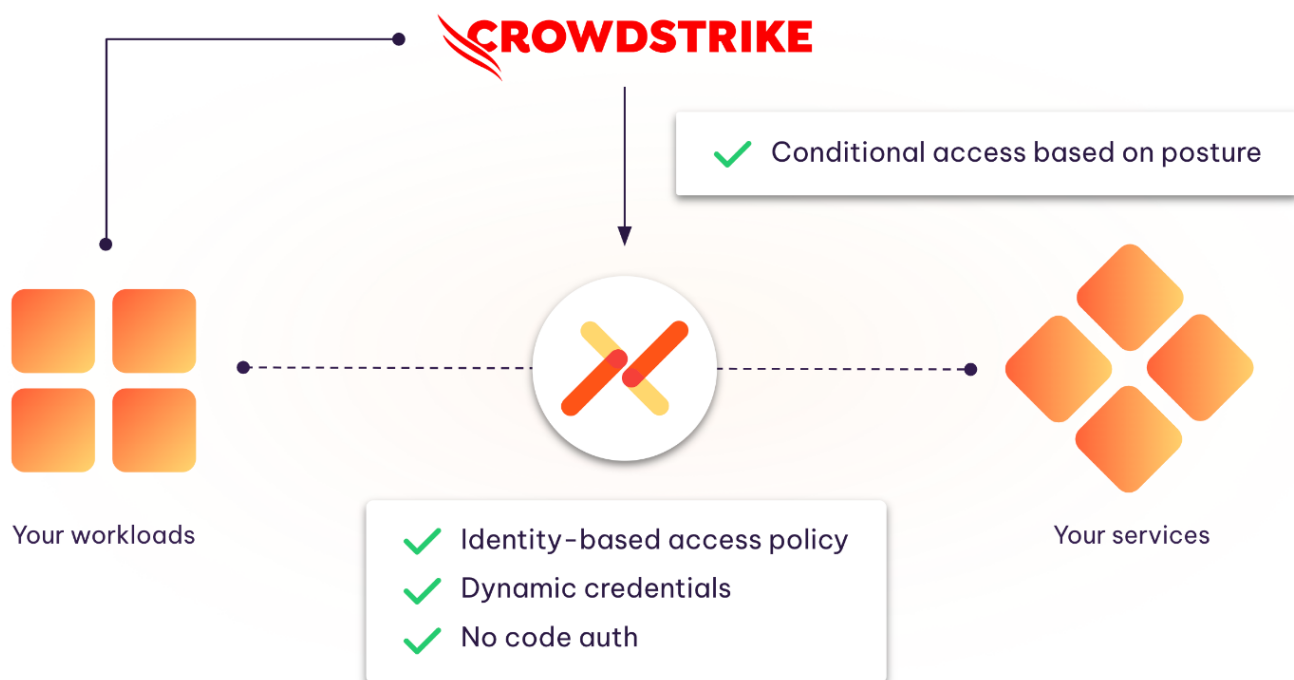 CROWDSTRIKE
Conditional access based on posture
Your workloads
Your services
Identity-based access policy
Dynamic credentials
No code auth